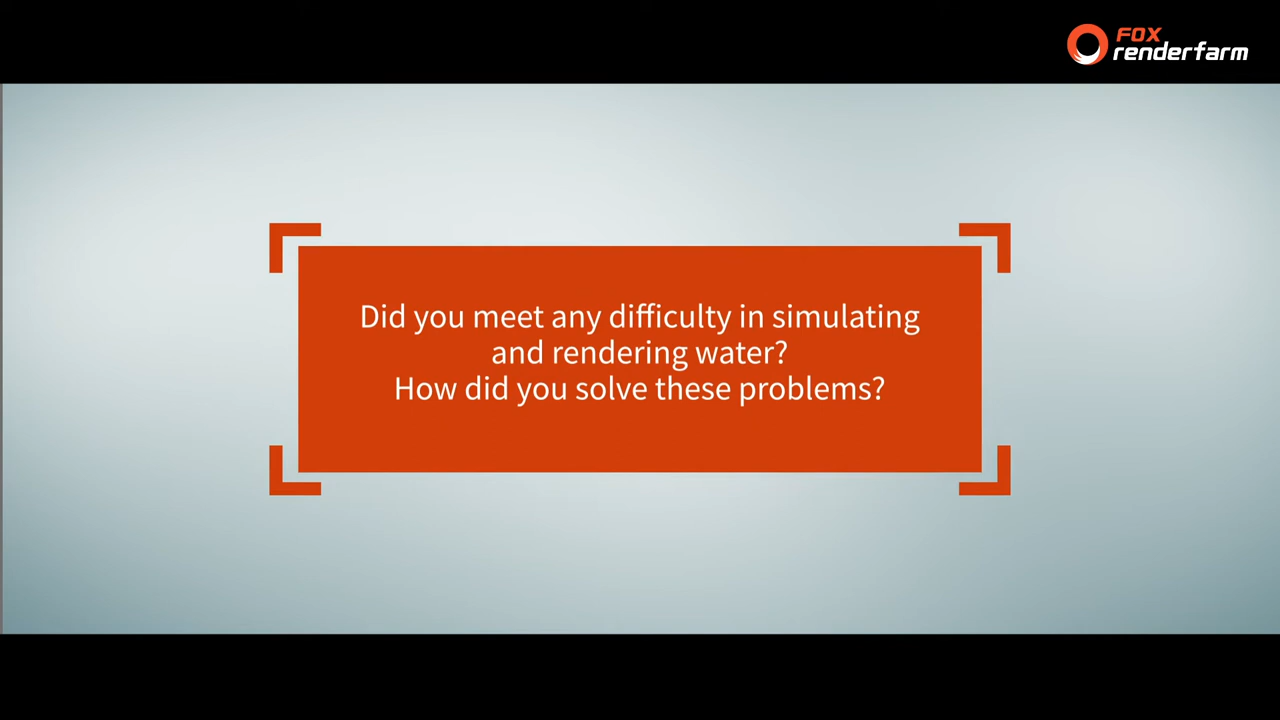 FOX
renderfarm
Did you meet any difficulty in simulating
and rendering water?
How did you solve these problems?